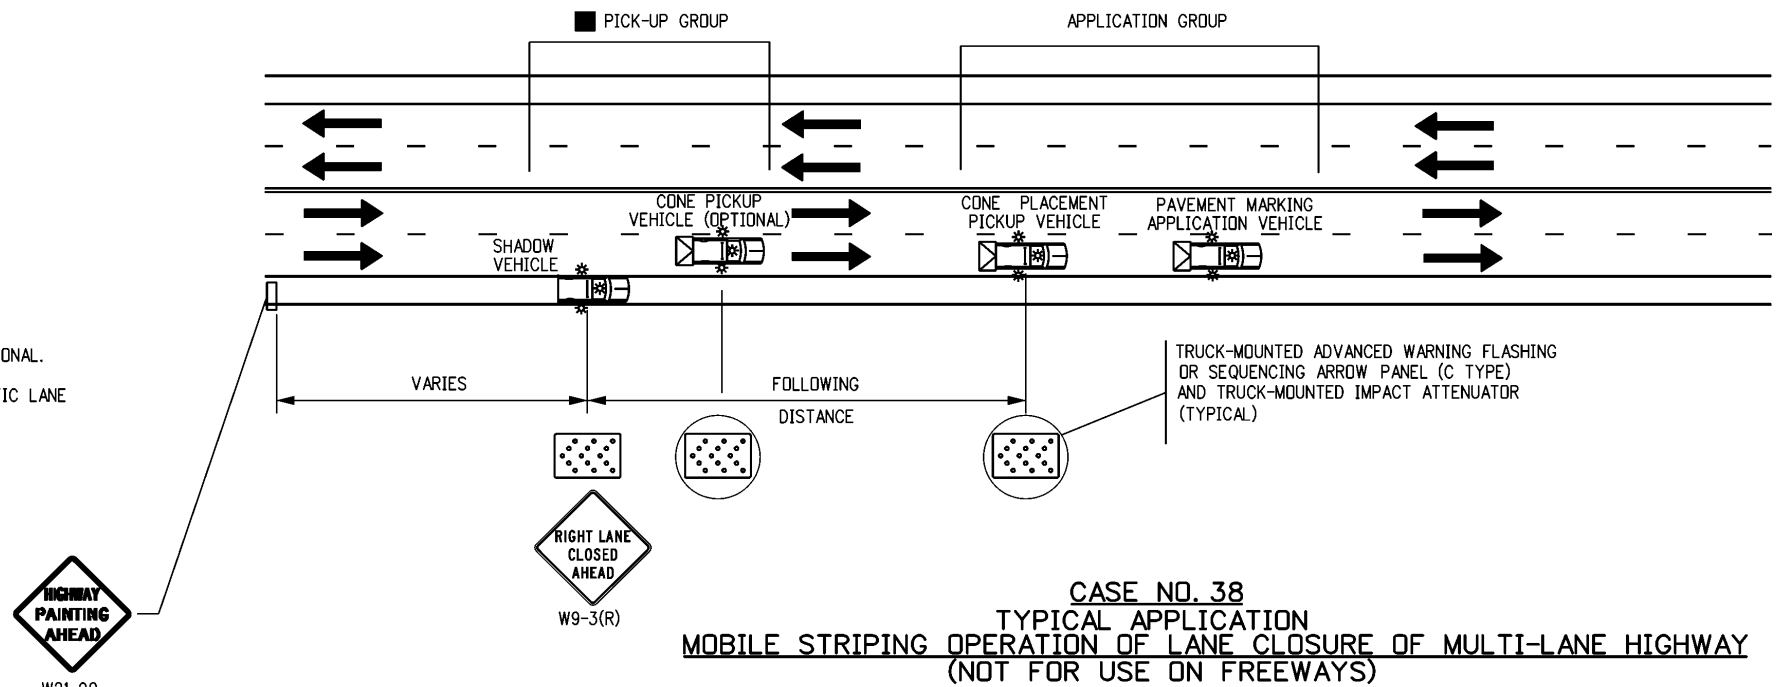 PICK-UP GROUP
APPLICATION GROUP
CONE PICKUP
VEHICLE (OPTIONAL)
CONE PLACEMENT
PICKUP VEHICLE
PAVEMENT MARKING
APPLICATION VEHICLE
SHADOW
VEHICLE
ONAL.
IC LANE
VARIES
FOLLOWING
DISTANCE
TRUCK-MOUNTED ADVANCED WARNING FLASHING
OR SEQUENCING ARROW PANEL (C TYPE)
AND TRUCK-MOUNTED IMPACT ATTENUATOR
(TYPICAL)
RIGHT LANE
CLOSED
AHEAD
W9-3(R)
HIGHWAY
PAINTING
AHEAD
CASE NO. 38
TYPICAL APPLICATION
MOBILE STRIPING OPERATION OF LANE CLOSURE OF MULTI-LANE HIGHWAY
(NOT FOR USE ON FREEWAYS)